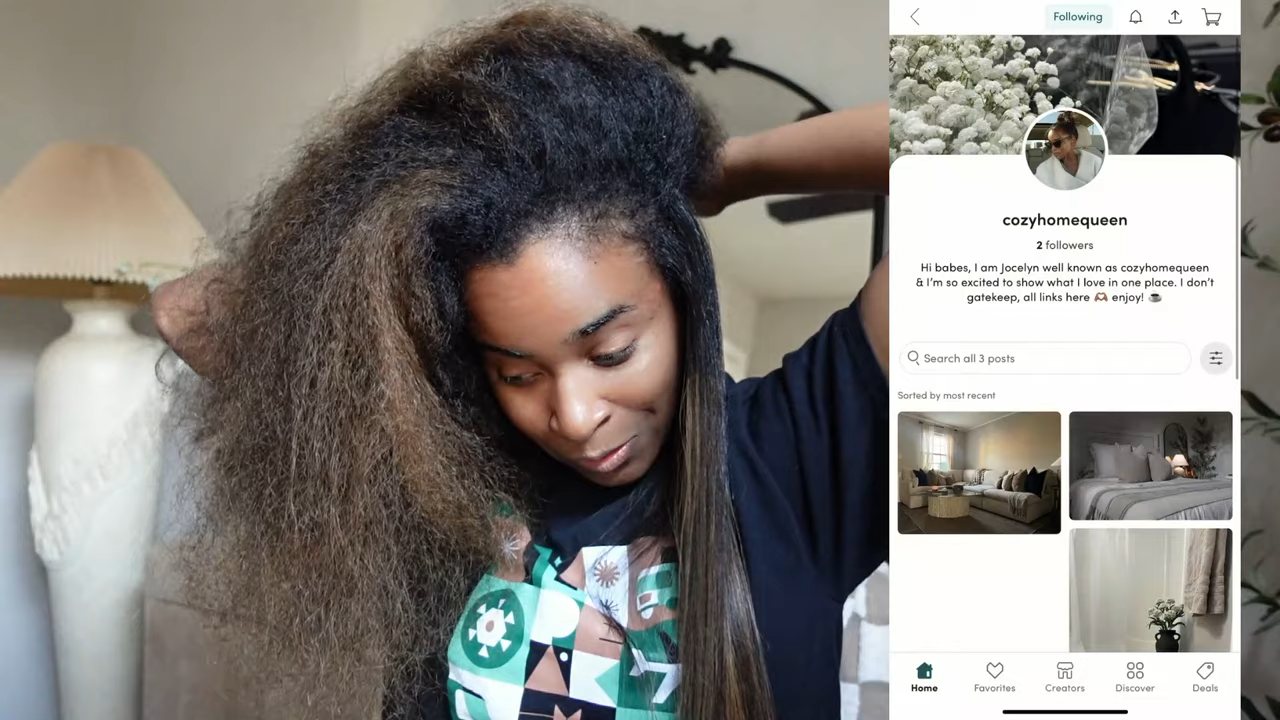 Following
cozyhomequeen
2 followers
Hi babes, I am Jocelyn well known as cozyhomequeen
& I'm so excited to show what I love in one place. I don't
gatekeep, all links here 🫶🏽 enjoy! ☕
Search all 3 posts
Sorted by most recent
Home
Favorites
Creators
Discover
Deals